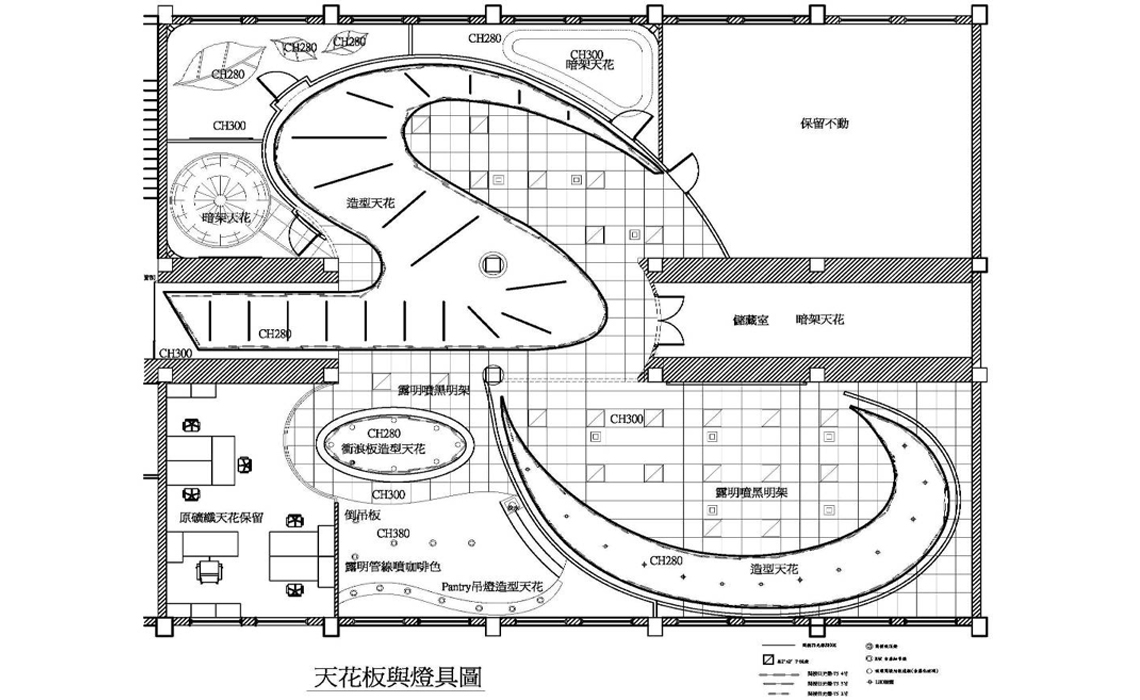 CH280
CH280
CH280
CH280
CH300
暗架天花
CH300
保留不動
暗架天花
造型天花
CH280
CH300
儲藏室
暗架天花
露明噴黑明架
CH280
衝浪板造型天花
CH300
CH300
露明噴黑明架
原礦纖天花保留
倒吊板
CH380
露明管線噴咖啡色
Pantry吊燈造型天花
CH280
造型天花
天花板與燈具圖